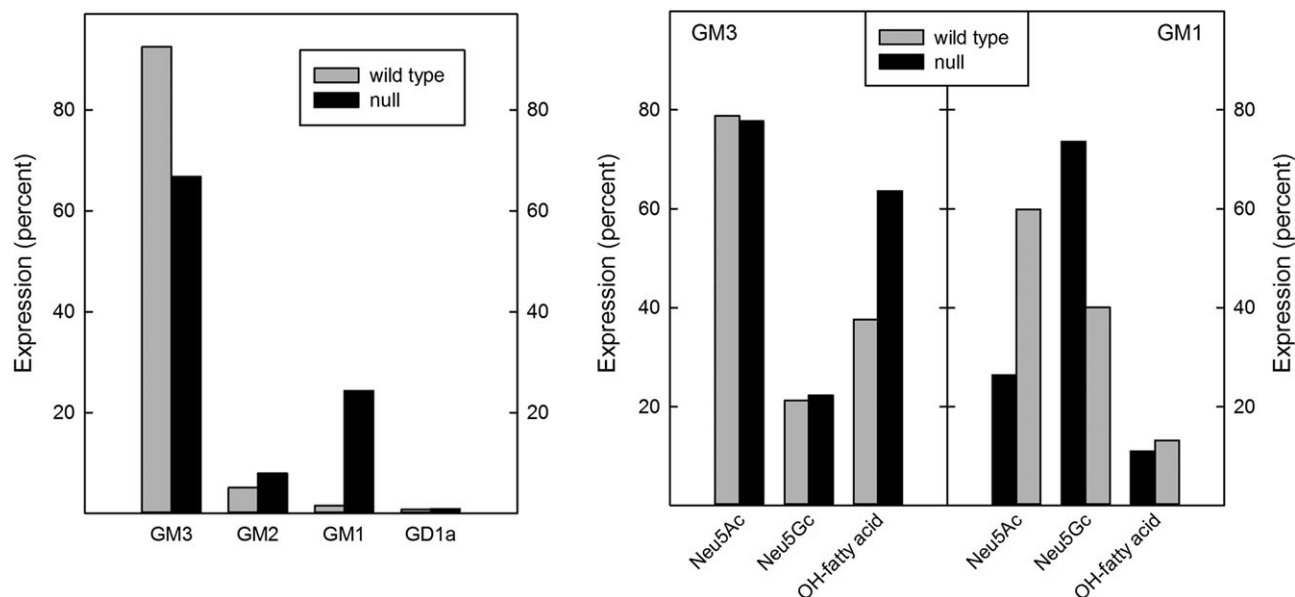 Expression (percent)
80
60
40
20
wild type
null
80
60
40
20
GM3 GM2 GM1 GD1a
Expression (percent)
80
60
40
20
GM3
wild type
null
GM1
80
60
40
20
Expression (percent)
Neu5Ac
Neu5Gc
OH-fatty acid
Neu5Ac
Neu5Gc
OH-fatty acid